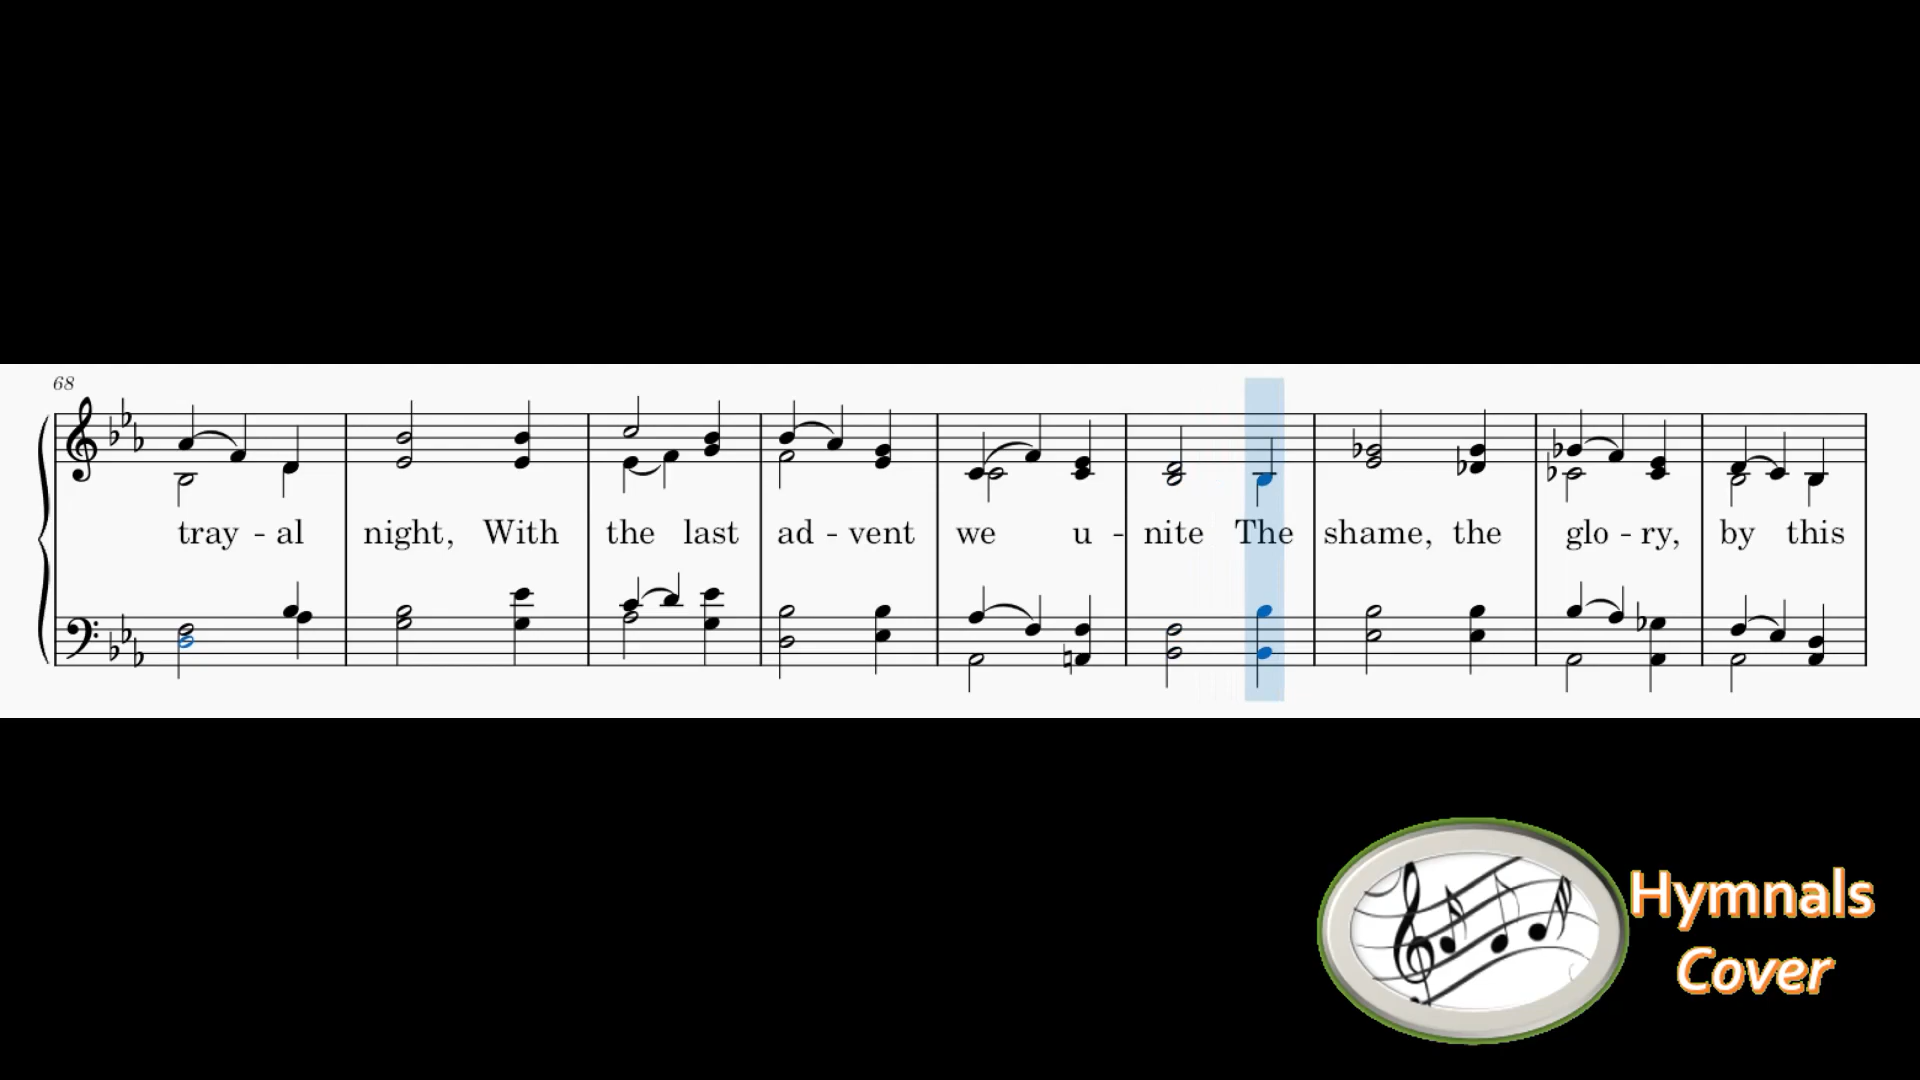 68
tray - al night, With the last ad - vent we u - nite The shame, the glo - ry, by this
Hymnals
Cover